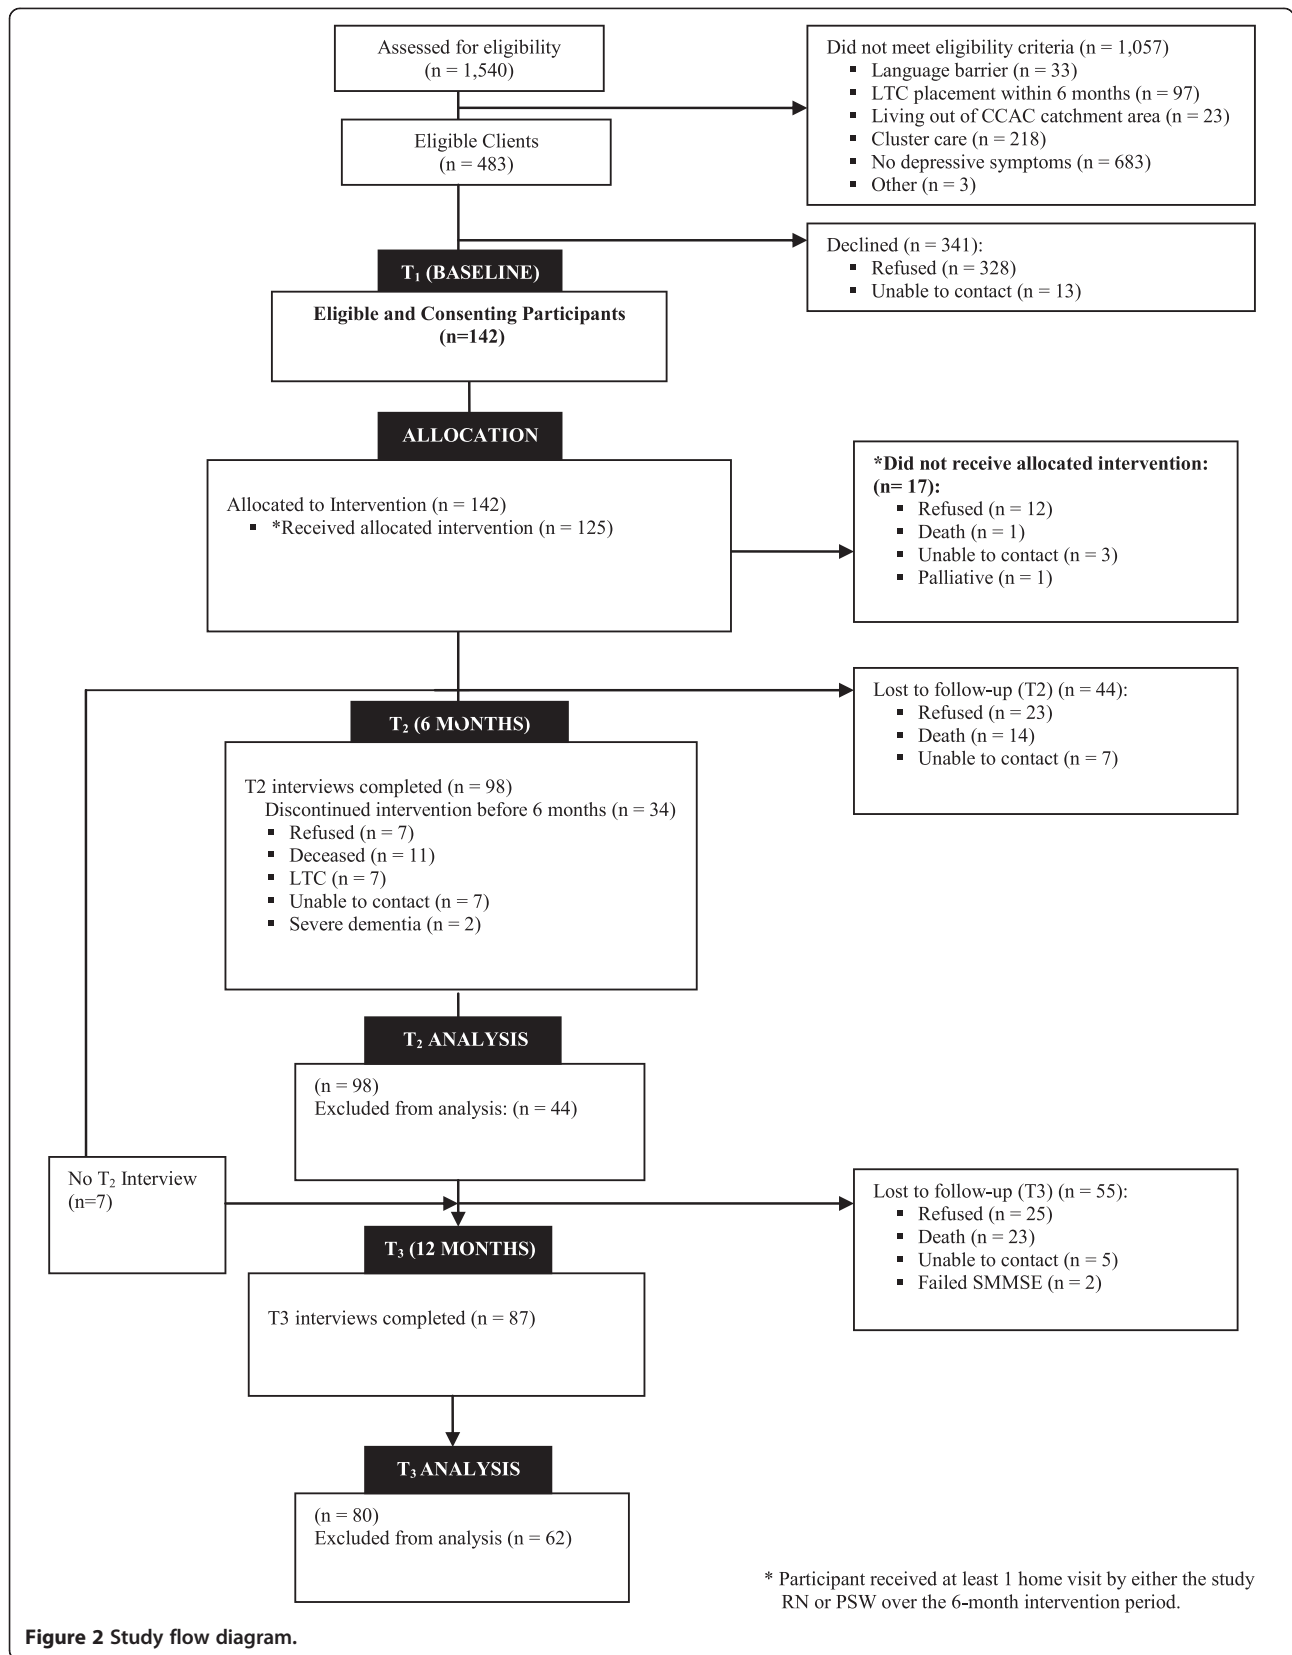 Assessed for eligibility
(n = 1,540)
Did not meet eligibility criteria (n = 1,057)
▪ Language barrier (n = 33)
▪ LTC placement within 6 months (n = 97)
▪ Living out of CCAC catchment area (n = 23)
▪ Cluster care (n = 218)
▪ No depressive symptoms (n = 683)
▪ Other (n = 3)
Eligible Clients
(n = 483)
Declined (n = 341):
▪ Refused (n = 328)
▪ Unable to contact (n = 13)
T₁ (BASELINE)
Eligible and Consenting Participants
(n=142)
ALLOCATION
Allocated to Intervention (n = 142)
▪ *Received allocated intervention (n = 125)
*Did not receive allocated intervention:
(n= 17):
▪ Refused (n = 12)
▪ Death (n = 1)
▪ Unable to contact (n = 3)
▪ Palliative (n = 1)
Lost to follow-up (T2) (n = 44):
▪ Refused (n = 23)
▪ Death (n = 14)
▪ Unable to contact (n = 7)
T₂ (6 MONTHS)
T2 interviews completed (n = 98)
Discontinued intervention before 6 months (n = 34)
▪ Refused (n = 7)
▪ Deceased (n = 11)
▪ LTC (n = 7)
▪ Unable to contact (n = 7)
▪ Severe dementia (n = 2)
T₂ ANALYSIS
(n = 98)
Excluded from analysis: (n = 44)
No T₂ Interview
(n=7)
Lost to follow-up (T3) (n = 55):
▪ Refused (n = 25)
▪ Death (n = 23)
▪ Unable to contact (n = 5)
▪ Failed SMMSE (n = 2)
T₃ (12 MONTHS)
T3 interviews completed (n = 87)
T₃ ANALYSIS
(n = 80)
Excluded from analysis (n = 62)
* Participant received at least 1 home visit by either the study
RN or PSW over the 6-month intervention period.
Figure 2 Study flow diagram.